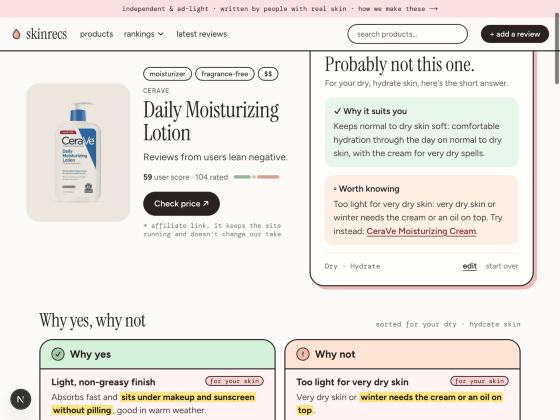 independent & ad-light · written by people with real skin · how we make these →
skinrecs
products
rankings
latest reviews
search products...
+ add a review
moisturizer
fragrance-free
$$
CERAVE
Daily Moisturizing
Lotion
Reviews from users lean negative.
59 user score · 104 rated
Check price ↗
* affiliate link, it keeps the site
running and doesn't change our take
CeraVe
Daily
Moisturizing
Lotion
Probably not this one.
For your dry, hydrate skin, here's the short answer.
✓ Why it suits you
Keeps normal to dry skin soft: comfortable
hydration through the day on normal to dry
skin, with the cream for very dry spells.
Worth knowing
Too light for very dry skin: very dry skin or
winter needs the cream or an oil on top. Try
instead: CeraVe Moisturizing Cream.
Dry · Hydrate
edit
start over
Why yes, why not
sorted for your dry · hydrate skin
✓ Why yes
Light, non-greasy finish
for your skin
Absorbs fast and sits under makeup and sunscreen
without pilling, good in warm weather.
! Why not
Too light for very dry skin
for your skin
Very dry skin or winter needs the cream or an oil on
top.
N